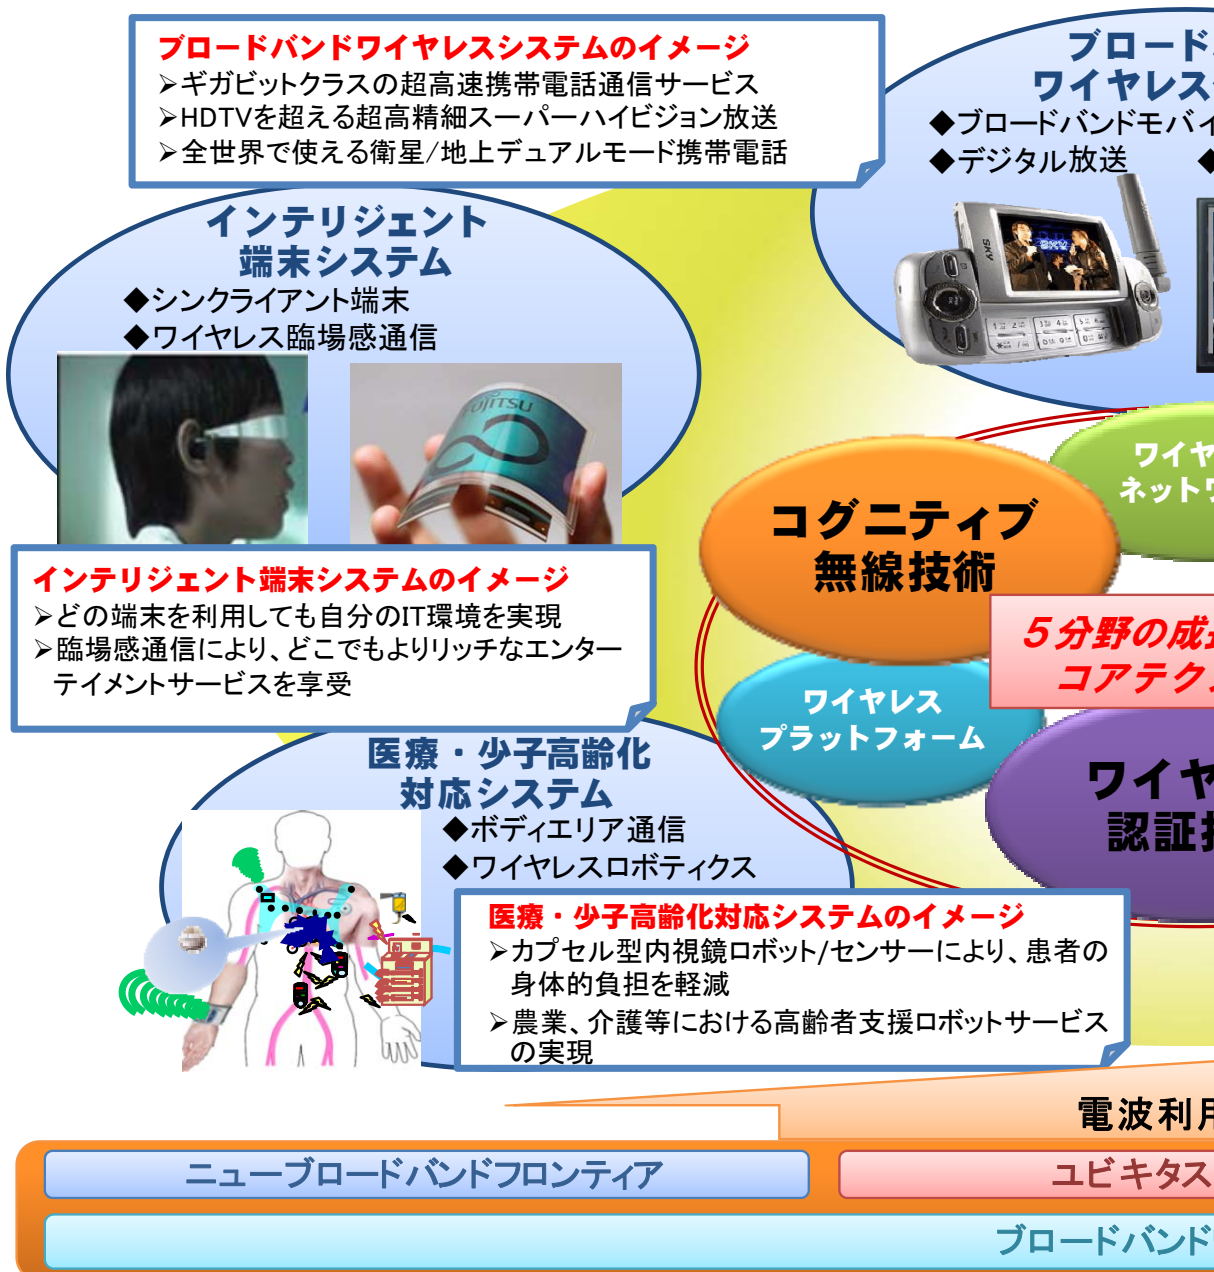 ブロードバンドワイヤレスシステムのイメージ
➢ギガビットクラスの超高速携帯電話通信サービス
➢HDTVを超える超高精細スーパーハイビジョン放送
➢全世界で使える衛星/地上デュアルモード携帯電話
ブロード
ワイヤレス
◆ブロードバンドモバイ
◆デジタル放送 ◆
インテリジェント
端末システム
◆シンクライアント端末
◆ワイヤレス臨場感通信
SKY
SKY
FUJITSU
インテリジェント端末システムのイメージ
➢どの端末を利用しても自分のIT環境を実現
➢臨場感通信により、どこでもよりリッチなエンター
テイメントサービスを享受
コグニティブ
無線技術
ワイヤ
ネットワ
５分野の成長
コアテク
ワイヤレス
プラットフォーム
ワイヤ
認証技
医療・少子高齢化
対応システム
◆ボディエリア通信
◆ワイヤレスロボティクス
医療・少子高齢化対応システムのイメージ
➢カプセル型内視鏡ロボット/センサーにより、患者の
身体的負担を軽減
➢農業、介護等における高齢者支援ロボットサービス
の実現
電波利用
ニューブロードバンドフロンティア
ユビキタス
ブロードバンド